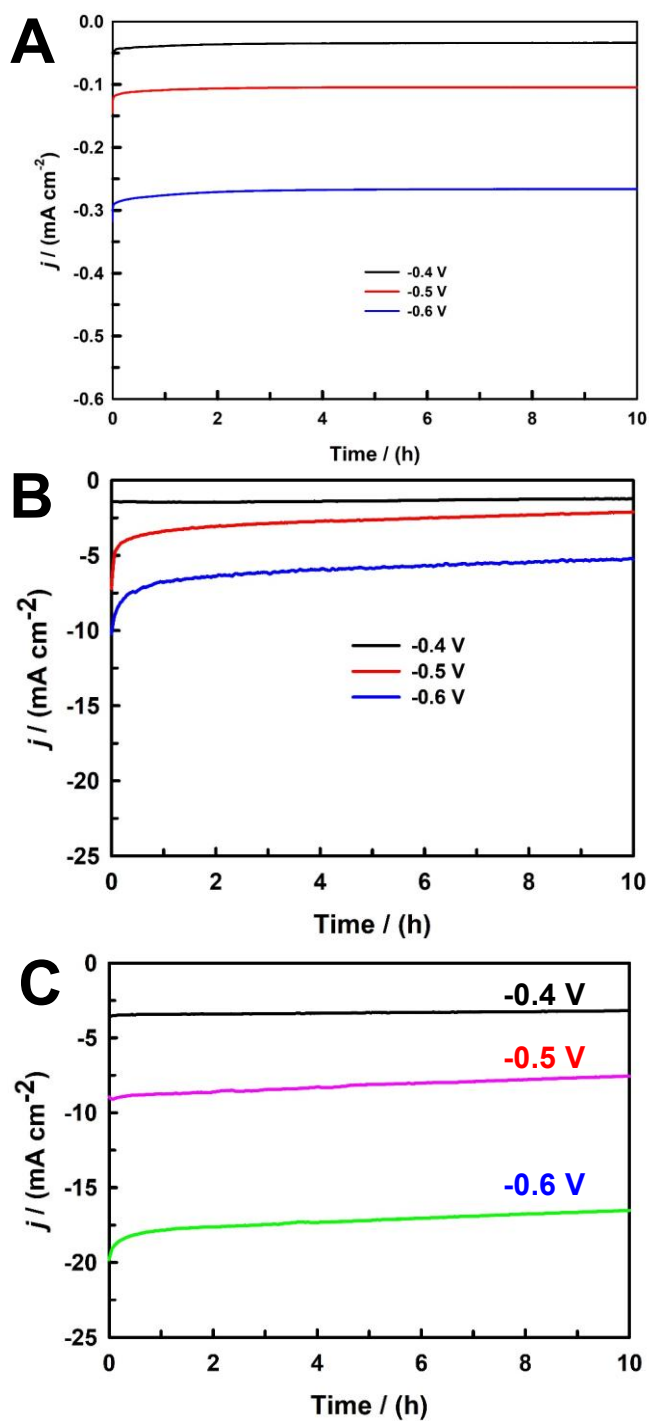 A
0.0
-0.1
-0.2
-0.3
-0.4
-0.5
-0.6
j / (mA cm-2)
-0.4 V
-0.5 V
-0.6 V
0 2 4 6 8 10
Time / (h)
B
0
-5
-10
-15
-20
-25
j / (mA cm-2)
-0.4 V
-0.5 V
-0.6 V
0 2 4 6 8 10
Time / (h)
C
0
-5
-10
-15
-20
-25
j / (mA cm-2)
-0.4 V
-0.5 V
-0.6 V
0 2 4 6 8 10
Time / (h)